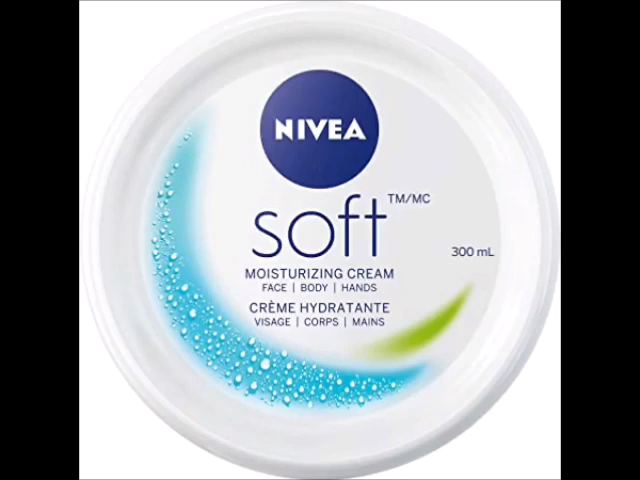 NIVEA
soft TM/MC
300 mL
MOISTURIZING CREAM
FACE | BODY | HANDS
CRÈME HYDRATANTE
VISAGE | CORPS | MAINS